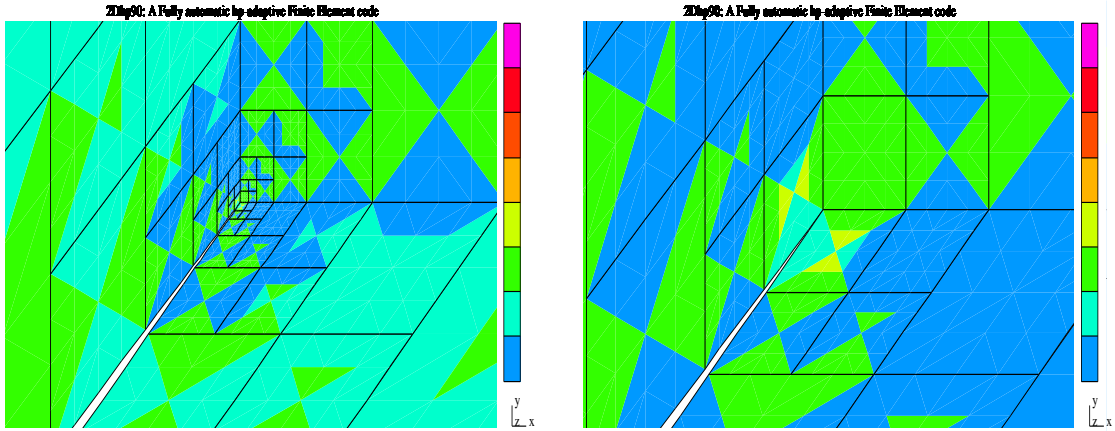 2Dhp90: A Fully automatic hp-adaptive Finite Element code
2Dhp90: A Fully automatic hp-adaptive Finite Element code
y
z x
y
z x